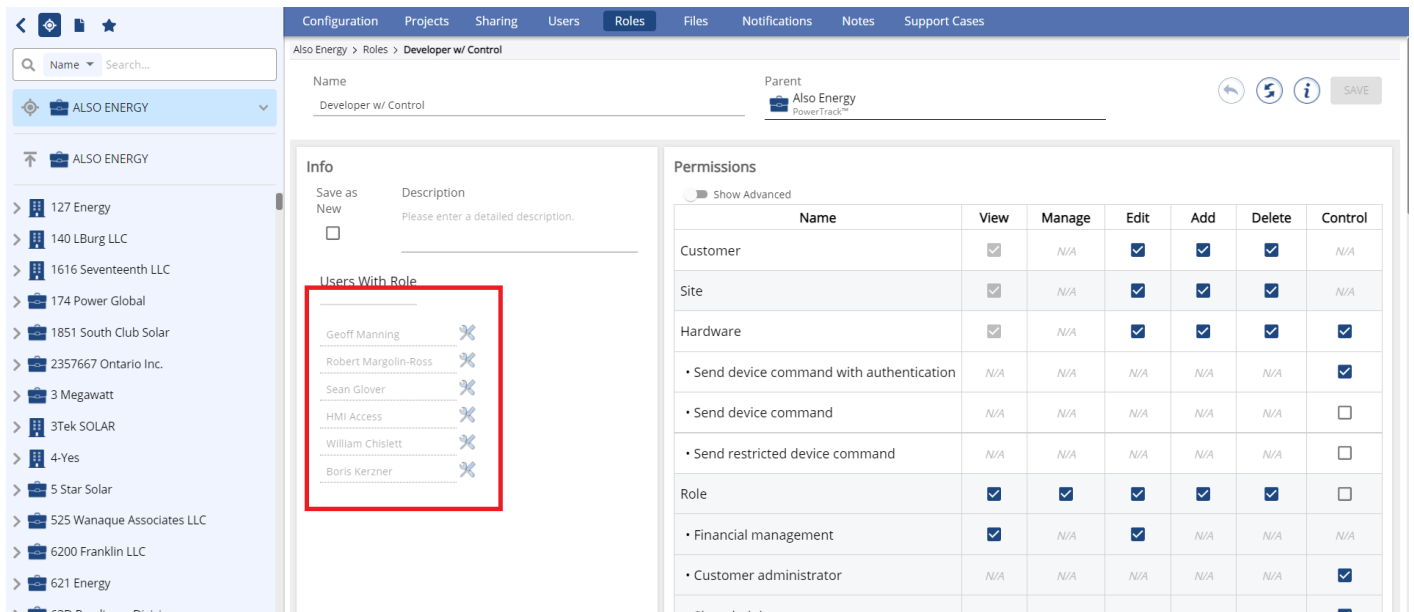 Configuration Projects Sharing Users Roles Files Notifications Notes Support Cases
Name Search...
ALSO ENERGY
ALSO ENERGY
127 Energy
140 LBurg LLC
1616 Seventeenth LLC
174 Power Global
1851 South Club Solar
2357667 Ontario Inc.
3 Megawatt
3Tek SOLAR
4-Yes
5 Star Solar
525 Wanaque Associates LLC
6200 Franklin LLC
621 Energy
Also Energy > Roles > Developer w/ Control
Name
Developer w/ Control
Parent
Also Energy
PowerTrack™
SAVE
Info
Save as New
Description
Please enter a detailed description.
Users With Role
Geoff Manning
Robert Margolin-Ross
Sean Glover
HMI Access
William Chislett
Boris Kerzner
Permissions
Show Advanced
Name View Manage Edit Add Delete Control
Customer N/A N/A
Site N/A N/A
Hardware N/A
• Send device command with authentication N/A N/A N/A N/A N/A
• Send device command N/A N/A N/A N/A N/A
• Send restricted device command N/A N/A N/A N/A N/A
Role
• Financial management N/A N/A N/A N/A
• Customer administrator N/A N/A N/A N/A N/A